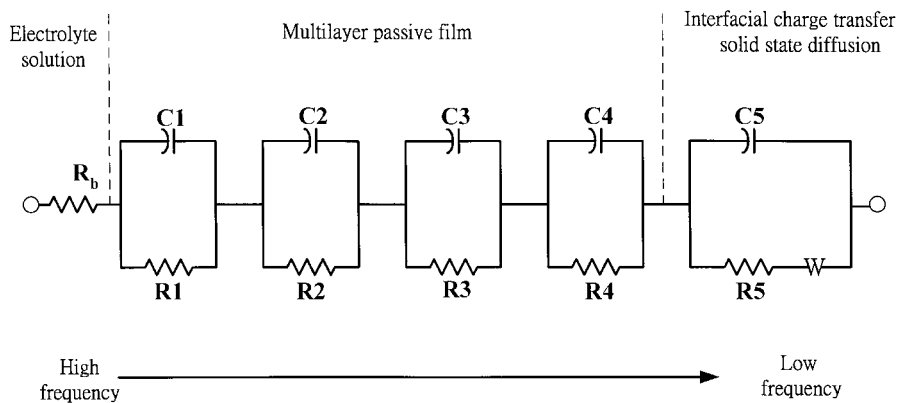 Electrolyte
solution
Multilayer passive film
Interfacial charge transfer
solid state diffusion
C1
C2
C3
C4
C5
R_b
R1
R2
R3
R4
R5
W
High
frequency
Low
frequency